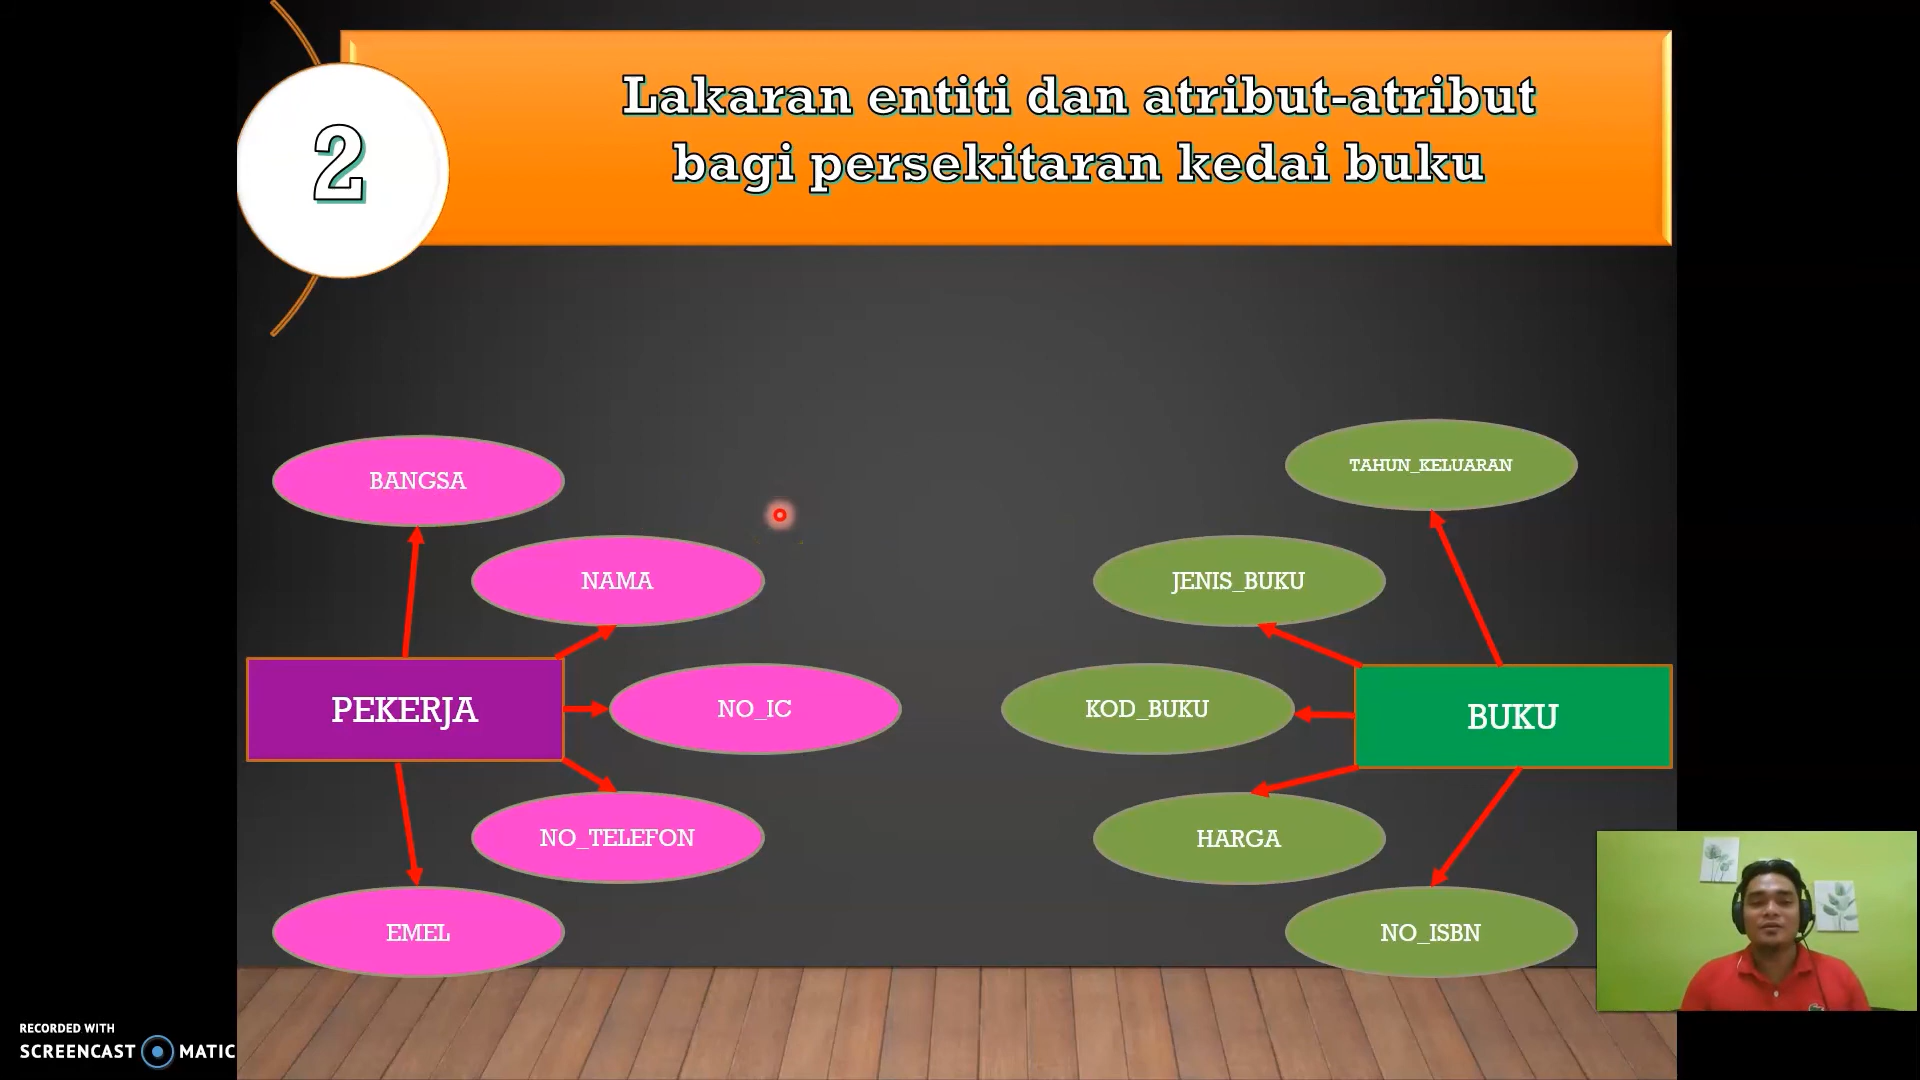 2
Lakaran entiti dan atribut-atribut
bagi persekitaran kedai buku
BANGSA
NAMA
PEKERJA
NO_IC
NO_TELEFON
EMEL
TAHUN_KELUARAN
JENIS_BUKU
KOD_BUKU
BUKU
HARGA
NO_ISBN
RECORDED WITH
SCREENCAST MATIC